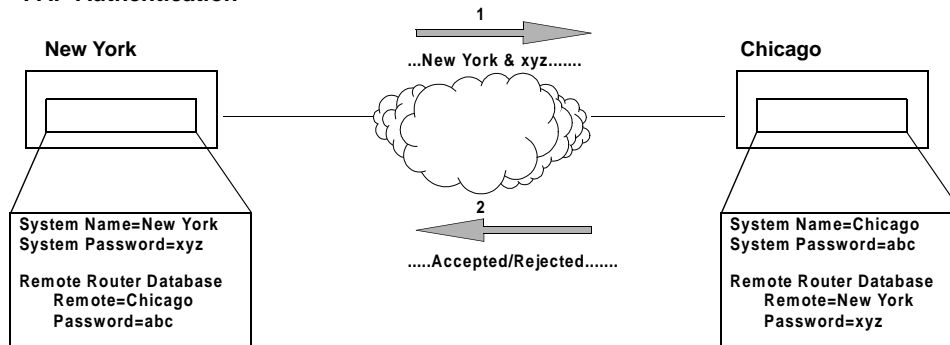 Authentication
1
New York
Chicago
...New York & xyz.......
2
System Name=New York
System Password=xyz
Remote Router Database
Remote=Chicago
Password=abc
.....Accepted/Rejected.......
System Name=Chicago
System Password=abc
Remote Router Database
Remote=New York
Password=xyz